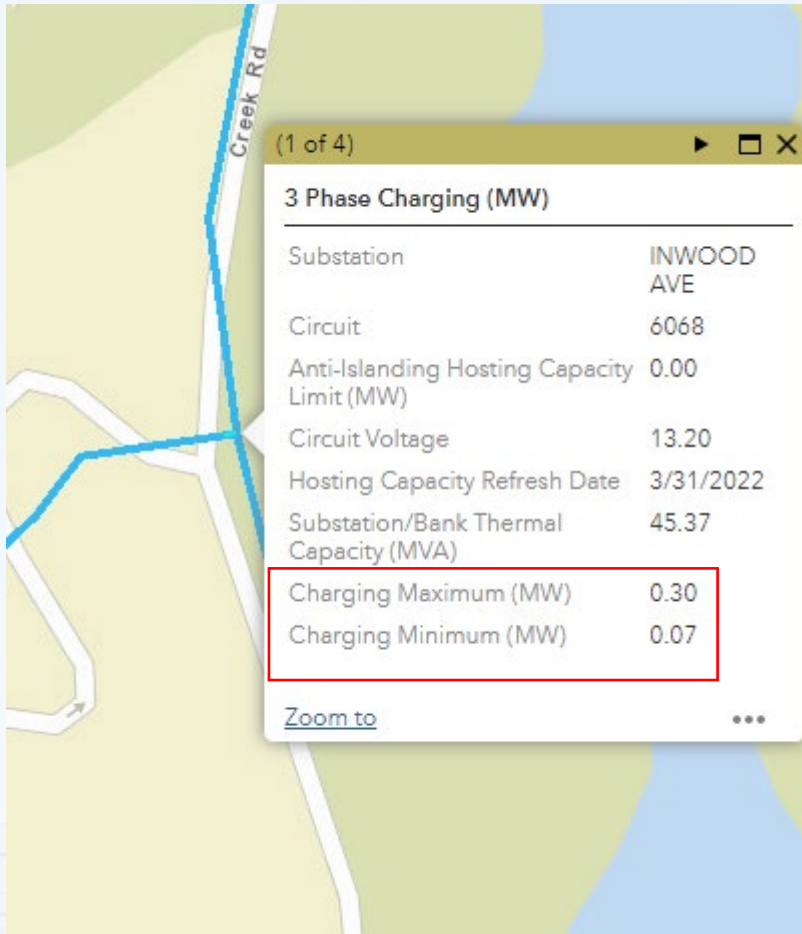 Creek Rd
(1 of 4)
3 Phase Charging (MW)
Substation INWOOD
AVE
Circuit 6068
Anti-Islanding Hosting Capacity 0.00
Limit (MW)
Circuit Voltage 13.20
Hosting Capacity Refresh Date 3/31/2022
Substation/Bank Thermal 45.37
Capacity (MVA)
Charging Maximum (MW) 0.30
Charging Minimum (MW) 0.07
Zoom to